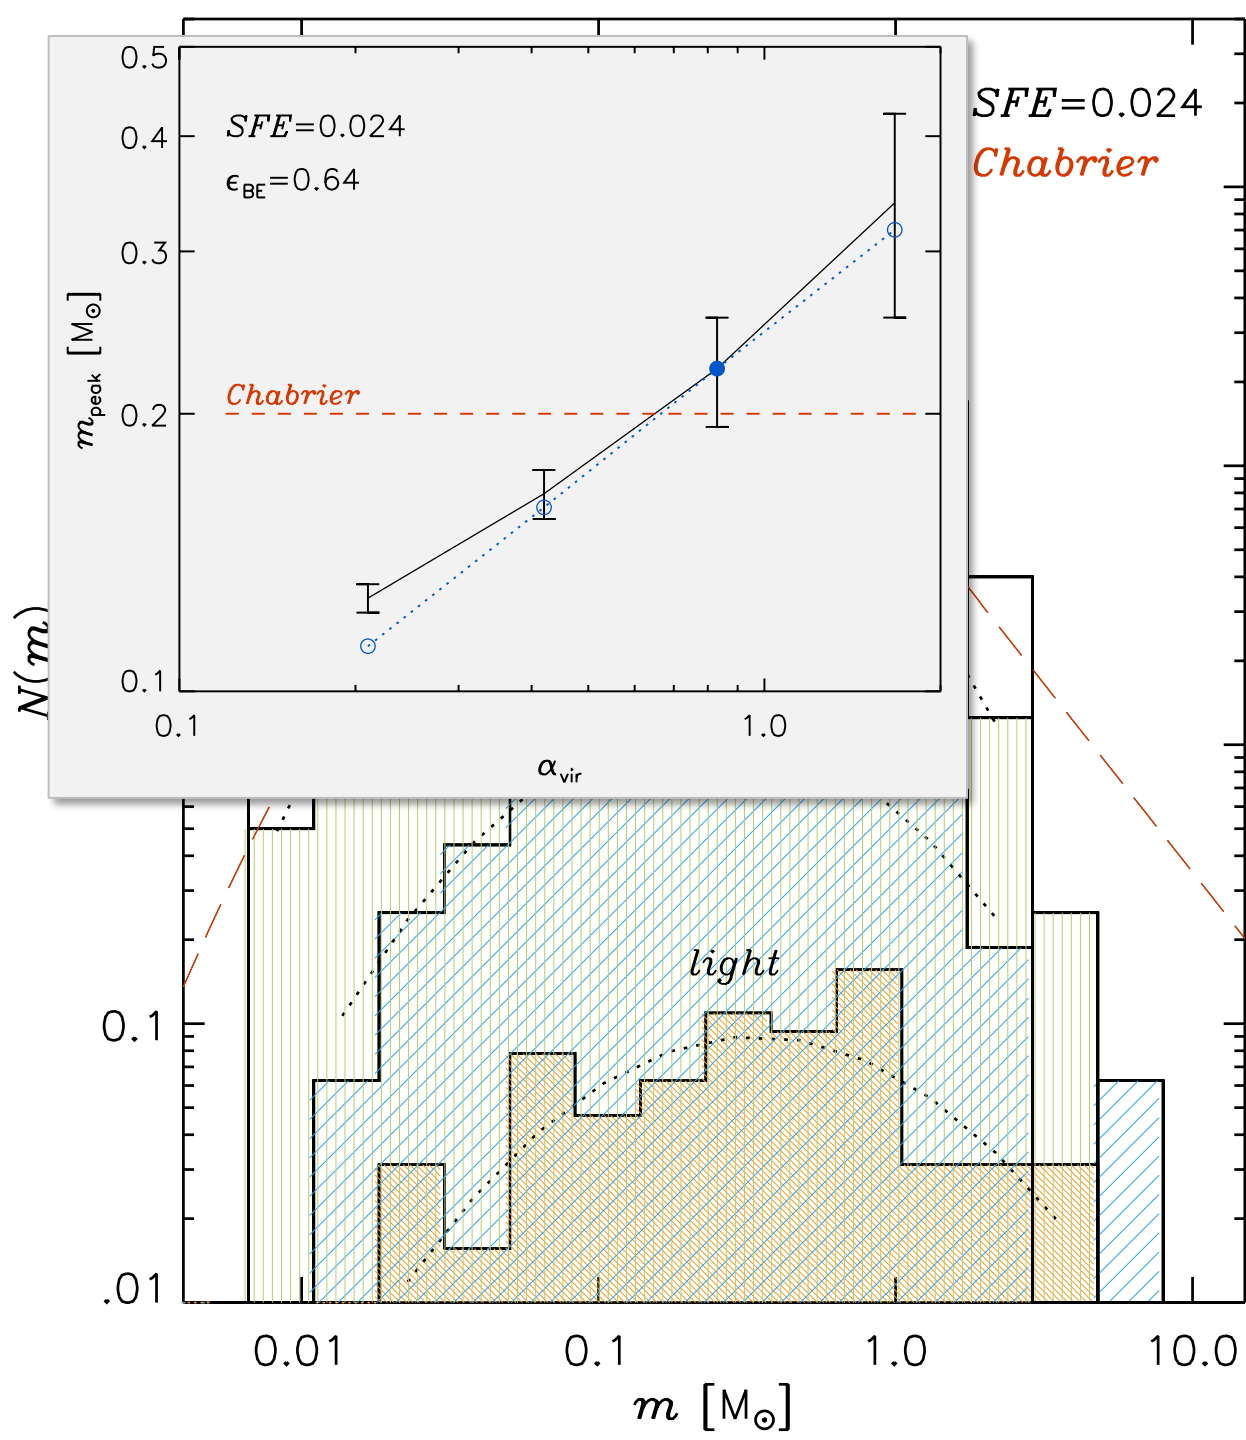 SFE=0.024
Chabrier
0.5
SFE=0.024
0.4
ϵBE=0.64
0.3
mpeak [M⊙]
Chabrier
0.2
0.1
0.1
1.0
αvir
N(m)
light
0.1
.01
0.01
0.1
1.0
10.0
m [M⊙]